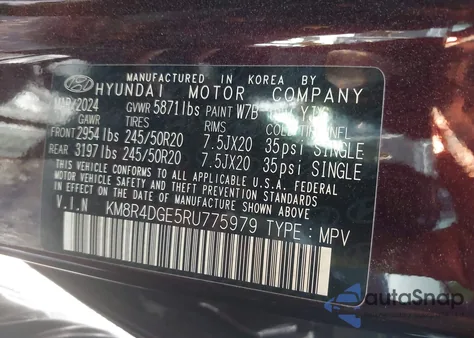 MANUFACTURED IN KOREA BY
HYUNDAI MOTOR COMPANY
2024 GVWR 5871lbs PAINT W7B
GAWR TIRES RIMS
FRONT 2954lbs 245/50R20 7.5JX20 35psi SINGLE
REAR 3197lbs 245/50R20 7.5JX20 35psi SINGLE
THIS VEHICLE CONFORMS TO ALL APPLICABLE U.S.A. FEDERAL
MOTOR VEHICLE SAFETY AND THEFT PREVENTION STANDARDS
IN EFFECT ON THE DATE OF MANUFACTURE SHOWN ABOVE.
V.I.N KM8R4DGE5RU775979 TYPE : MPV
autaSnap